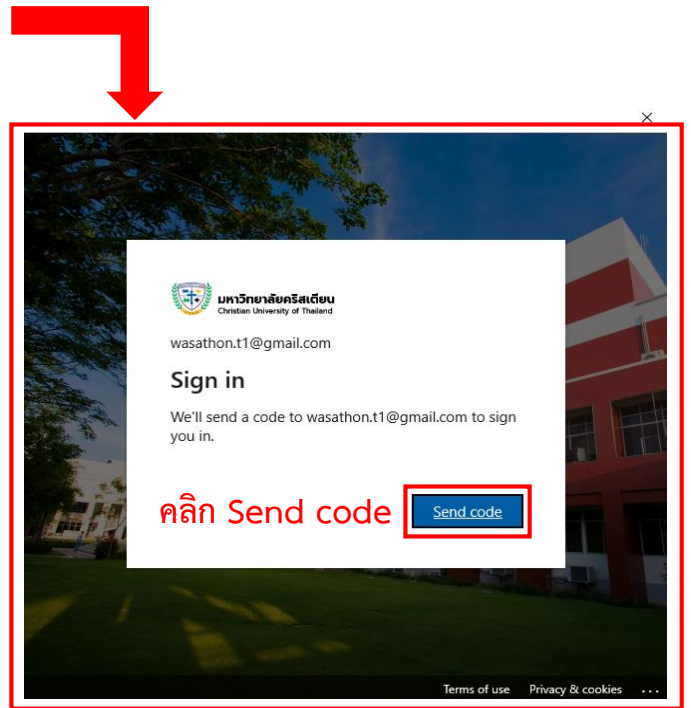 มหาวิทยาลัยคริสเตียน
Christian University of Thailand
wasathon.t1@gmail.com
Sign in
We'll send a code to wasathon.t1@gmail.com to sign
you in.
คลิก Send code
Send code
Terms of use Privacy & cookies ...